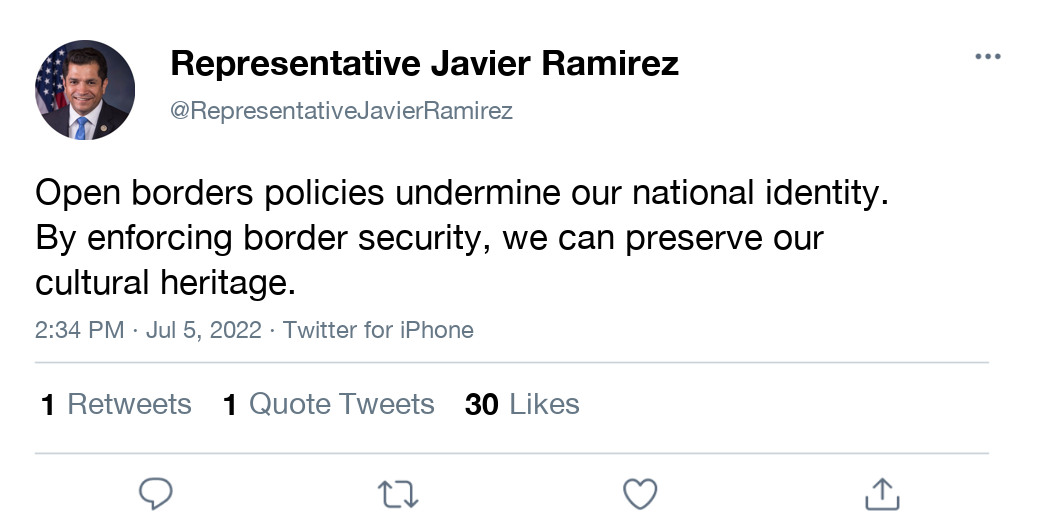 Representative Javier Ramirez
@RepresentativeJavierRamirez
Open borders policies undermine our national identity.
By enforcing border security, we can preserve our
cultural heritage.
2:34 PM · Jul 5, 2022 · Twitter for iPhone
1 Retweets 1 Quote Tweets 30 Likes